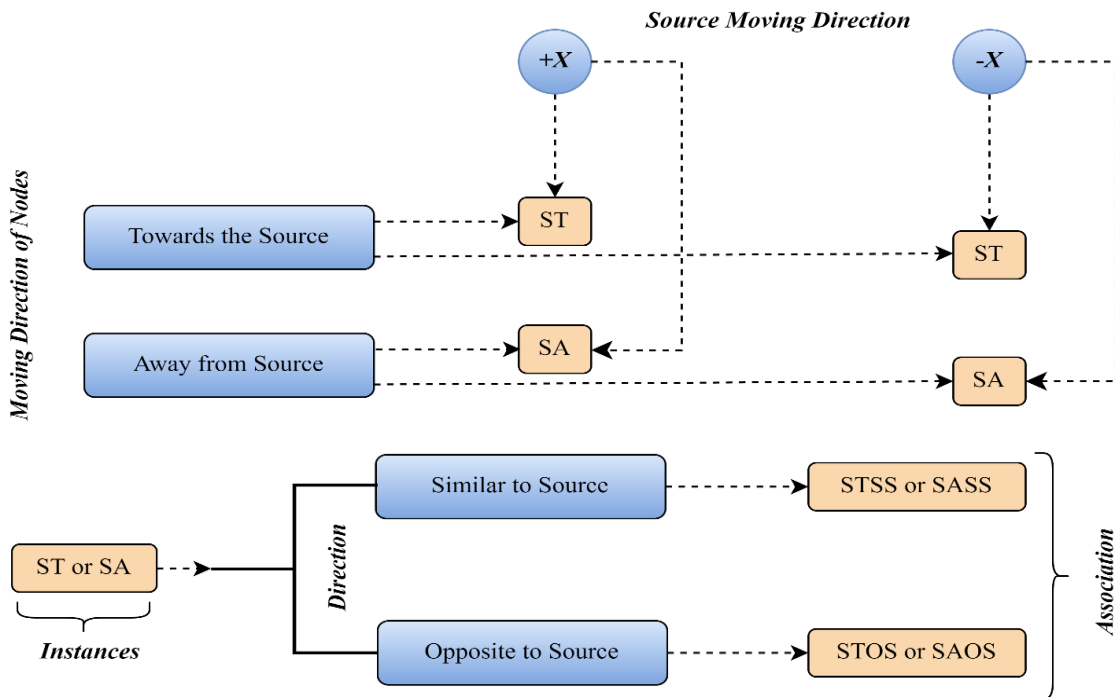 Source Moving Direction
+X
-X
Moving Direction of Nodes
Towards the Source
ST
ST
Away from Source
SA
SA
Similar to Source
STSS or SASS
ST or SA
Direction
Association
Instances
Opposite to Source
STOS or SAOS